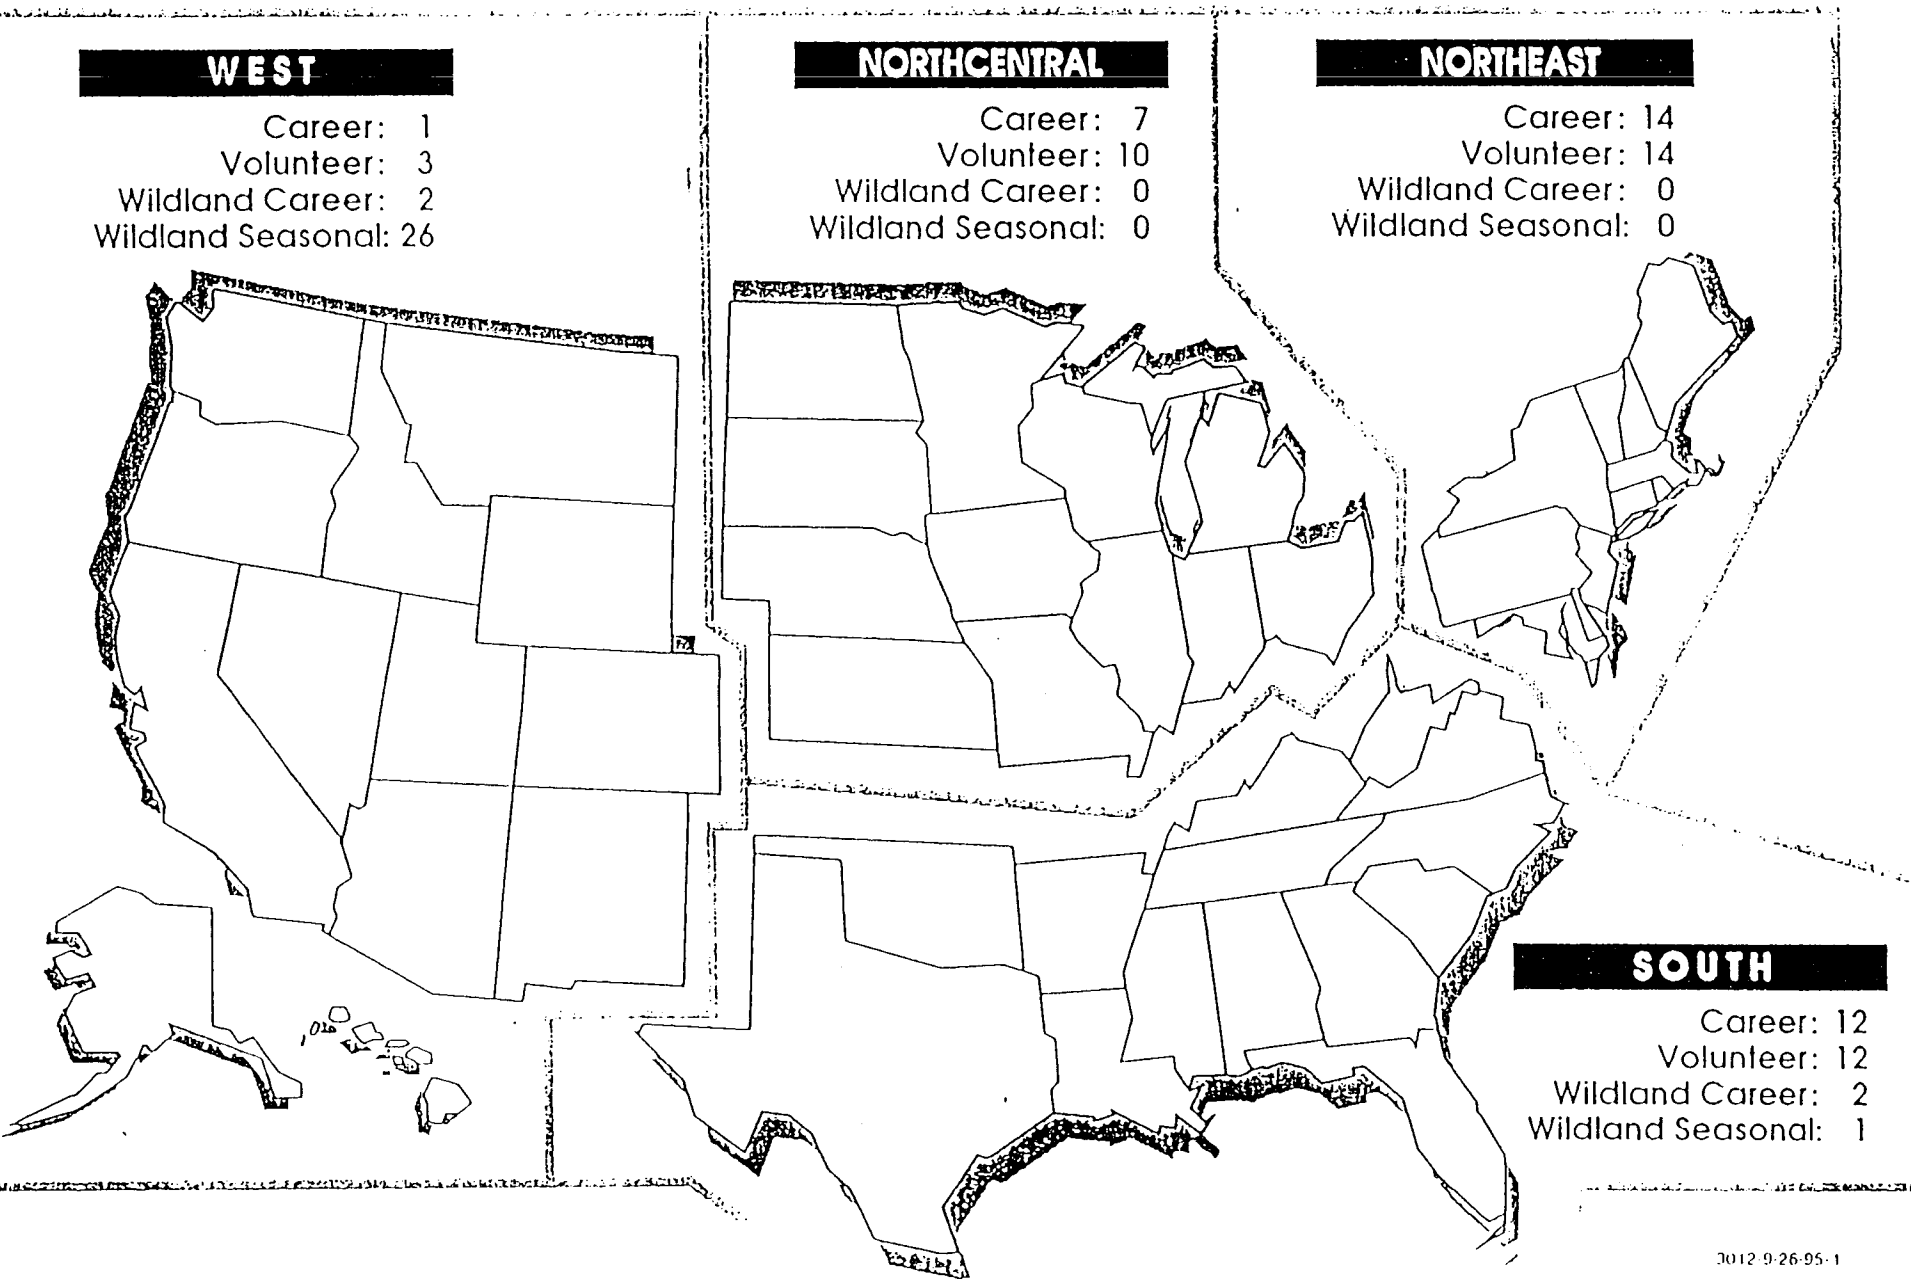 WEST
Career: 1
Volunteer: 3
Wildland Career: 2
Wildland Seasonal: 26
NORTHCENTRAL
Career: 7
Volunteer: 10
Wildland Career: 0
Wildland Seasonal: 0
NORTHEAST
Career: 14
Volunteer: 14
Wildland Career: 0
Wildland Seasonal: 0
SOUTH
Career: 12
Volunteer: 12
Wildland Career: 2
Wildland Seasonal: 1